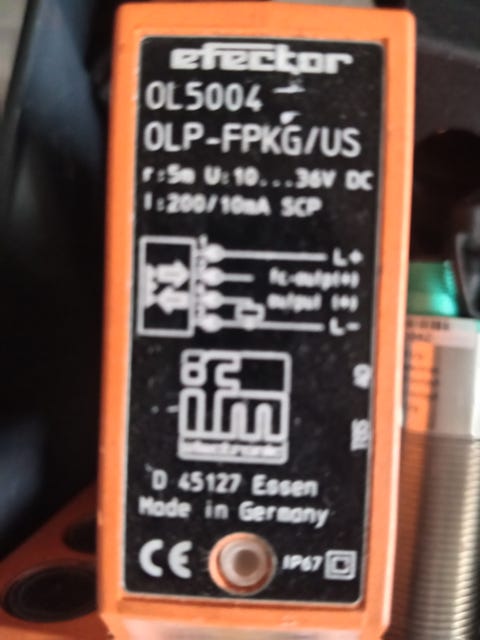 efector
OL5004
OLP-FPKG/US
r:5m U:10...36V DC
I:200/10mA SCP
L+
output (+)
L-
ifm
electronic
D 45127 Essen
Made in Germany
CE IP67